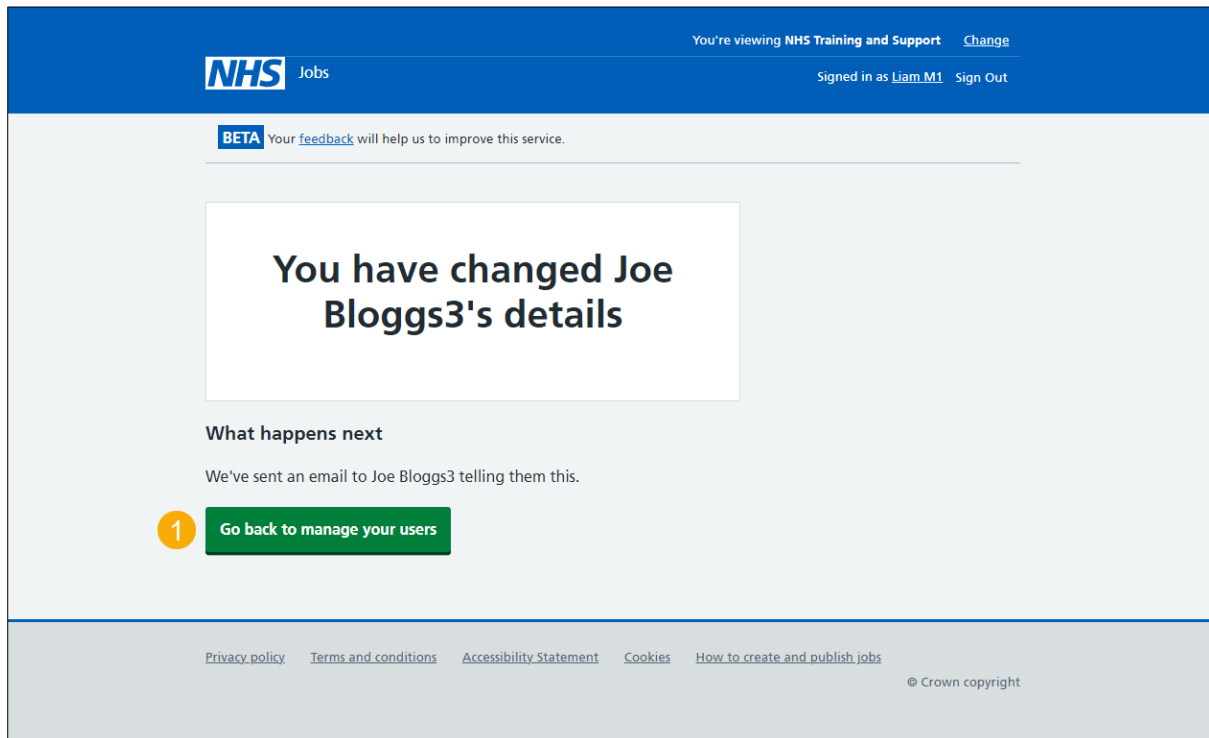 You're viewing NHS Training and Support Change
NHS Jobs
Signed in as Liam M1 Sign Out
BETA Your feedback will help us to improve this service.
You have changed Joe
Bloggs3's details
What happens next
We've sent an email to Joe Bloggs3 telling them this.
1 Go back to manage your users
Privacy policy Terms and conditions Accessibility Statement Cookies How to create and publish jobs
© Crown copyright